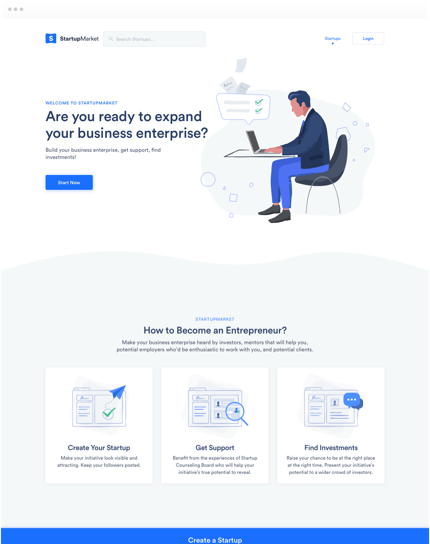 S StartupMarket
Search Startups...
Startups
Login
WELCOME TO STARTUPMARKET
Are you ready to expand
your business enterprise?
Build your business enterprise, get support, find
investments!
Start Now
STARTUPMARKET
How to Become an Entrepreneur?
Make your business enterprise heard by investors, mentors that will help you,
potential employers who'd be enthusiastic to work with you, and potential clients.
Create Your Startup
Make your initiative look visible and
attracting. Keep your followers posted.
Get Support
Benefit from the experiences of Startup
Counseling Board who will help your
initiative's true potential to reveal.
Find Investments
Raise your chance to be at the right place
at the right time. Present your initiative's
potential to a wider crowd of investors.
Create a Startup